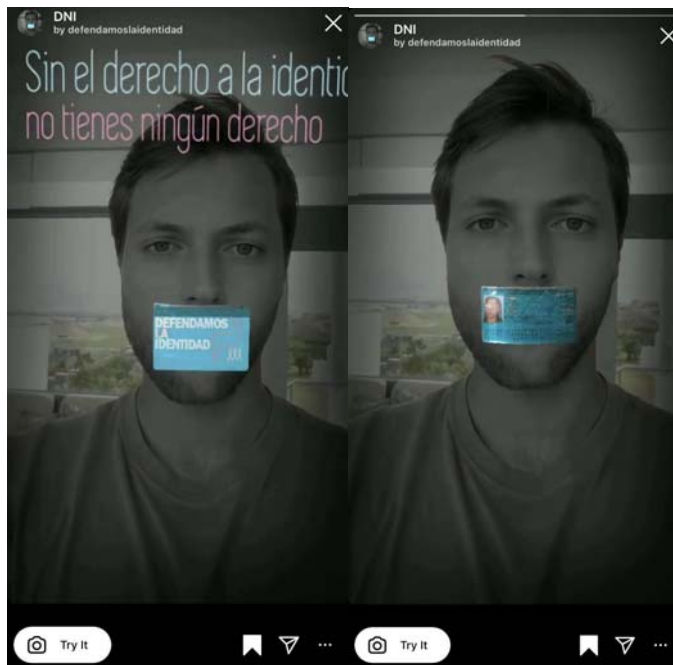 DNI
by defendamoslaidentidad
Sin el derecho a la identid
no tienes ningún derecho
DEFENDAMOS
LA
IDENTIDAD
Try It
DNI
by defendamoslaidentidad
Try It